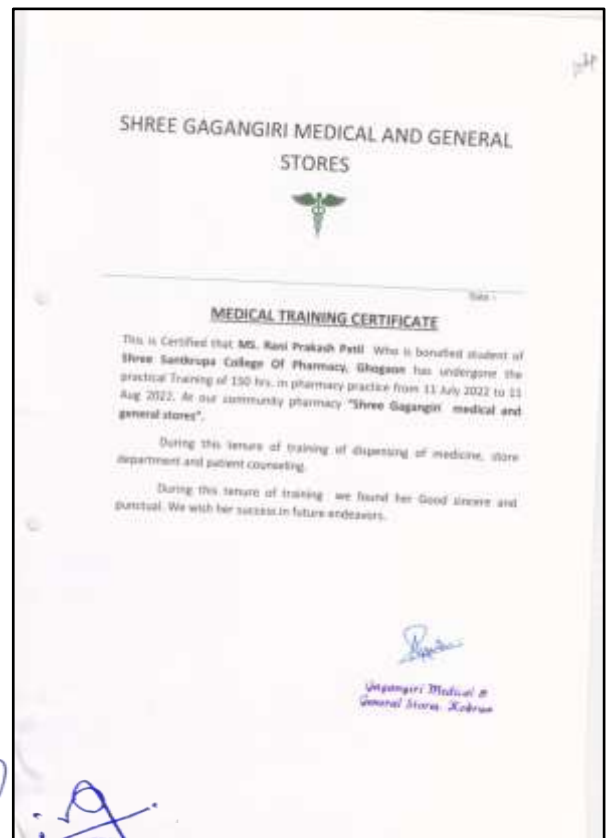 SHREE GAGANGIRI MEDICAL AND GENERAL
STORES
Date :-
MEDICAL TRAINING CERTIFICATE
This is Certified that MS. Rani Prakash Patil Who is bonafied student of
Shree Santkrupa College Of Pharmacy, Ghogaon has undergone the
practical Training of 150 hrs. in pharmacy practice from 11 July 2022 to 11
Aug 2022. At our community pharmacy "Shree Gagangiri medical and
general stores".
During this tenure of training of dispensing of medicine, store
department and patient counseling.
During this tenure of training we found her Good sincere and
punctual. We wish her success in future endeavors.
Gagangiri Medical &
General Stores